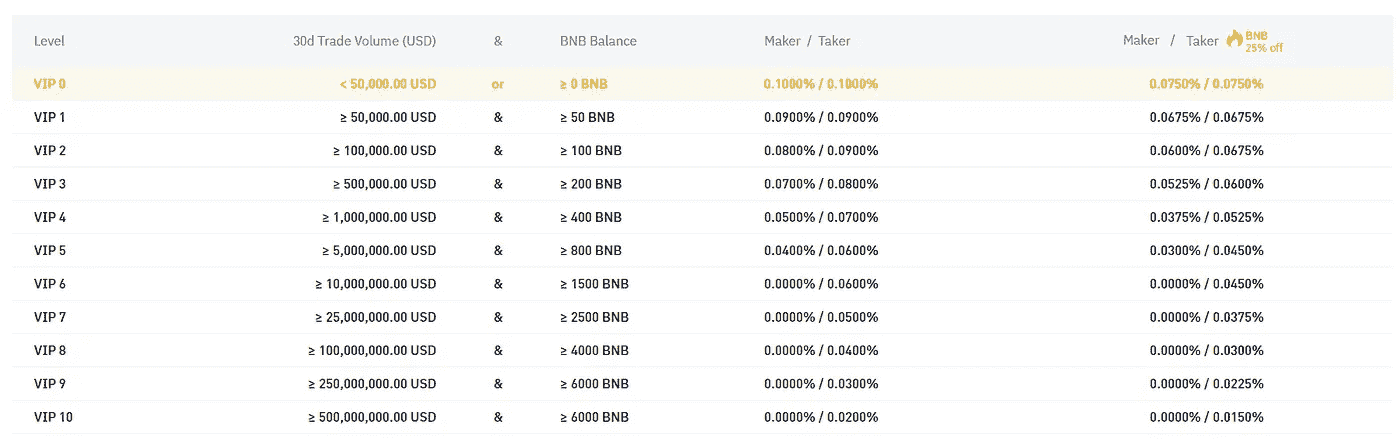 Level 30d Trade Volume (USD) & BNB Balance Maker / Taker Maker / Taker BNB 25% off
VIP 0 < 50,000.00 USD or ≥ 0 BNB 0.1000% / 0.1000% 0.0750% / 0.0750%
VIP 1 ≥ 50,000.00 USD & ≥ 50 BNB 0.0900% / 0.0900% 0.0675% / 0.0675%
VIP 2 ≥ 100,000.00 USD & ≥ 100 BNB 0.0800% / 0.0900% 0.0600% / 0.0675%
VIP 3 ≥ 500,000.00 USD & ≥ 200 BNB 0.0700% / 0.0800% 0.0525% / 0.0600%
VIP 4 ≥ 1,000,000.00 USD & ≥ 400 BNB 0.0500% / 0.0700% 0.0375% / 0.0525%
VIP 5 ≥ 5,000,000.00 USD & ≥ 800 BNB 0.0400% / 0.0600% 0.0300% / 0.0450%
VIP 6 ≥ 10,000,000.00 USD & ≥ 1500 BNB 0.0000% / 0.0600% 0.0000% / 0.0450%
VIP 7 ≥ 25,000,000.00 USD & ≥ 2500 BNB 0.0000% / 0.0500% 0.0000% / 0.0375%
VIP 8 ≥ 100,000,000.00 USD & ≥ 4000 BNB 0.0000% / 0.0400% 0.0000% / 0.0300%
VIP 9 ≥ 250,000,000.00 USD & ≥ 6000 BNB 0.0000% / 0.0300% 0.0000% / 0.0225%
VIP 10 ≥ 500,000,000.00 USD & ≥ 6000 BNB 0.0000% / 0.0200% 0.0000% / 0.0150%